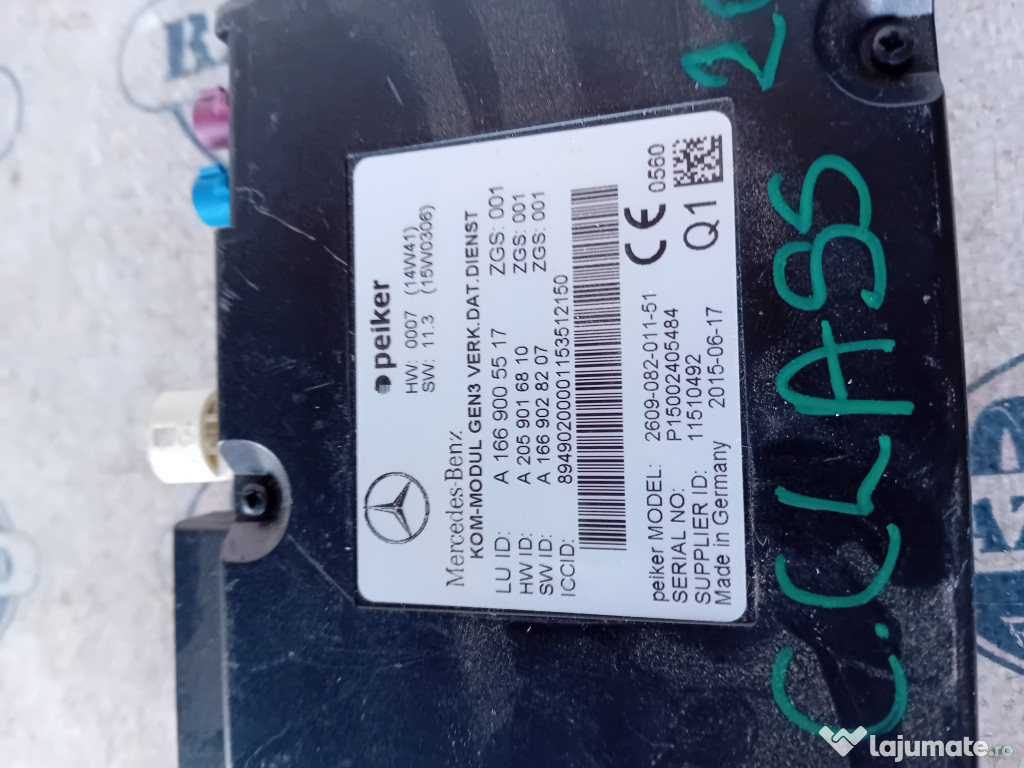 peiker
HW: 0007 (14W41)
SW: 11.3 (15W0306)
Mercedes-Benz
KOM-MODUL GEN3 VERK.DAT.DIENST
LU ID: A 166 900 55 17 ZGS: 001
HW ID: A 205 901 68 10 ZGS: 001
SW ID: A 166 902 82 07 ZGS: 001
ICCID: 89490200001153512150
CE 0560
peiker MODEL: 2609-082-011-51
SERIAL NO: P15002405484
SUPPLIER ID: 11510492 Q1
Made in Germany 2015-06-17
C.CLASS
lajumate.ro